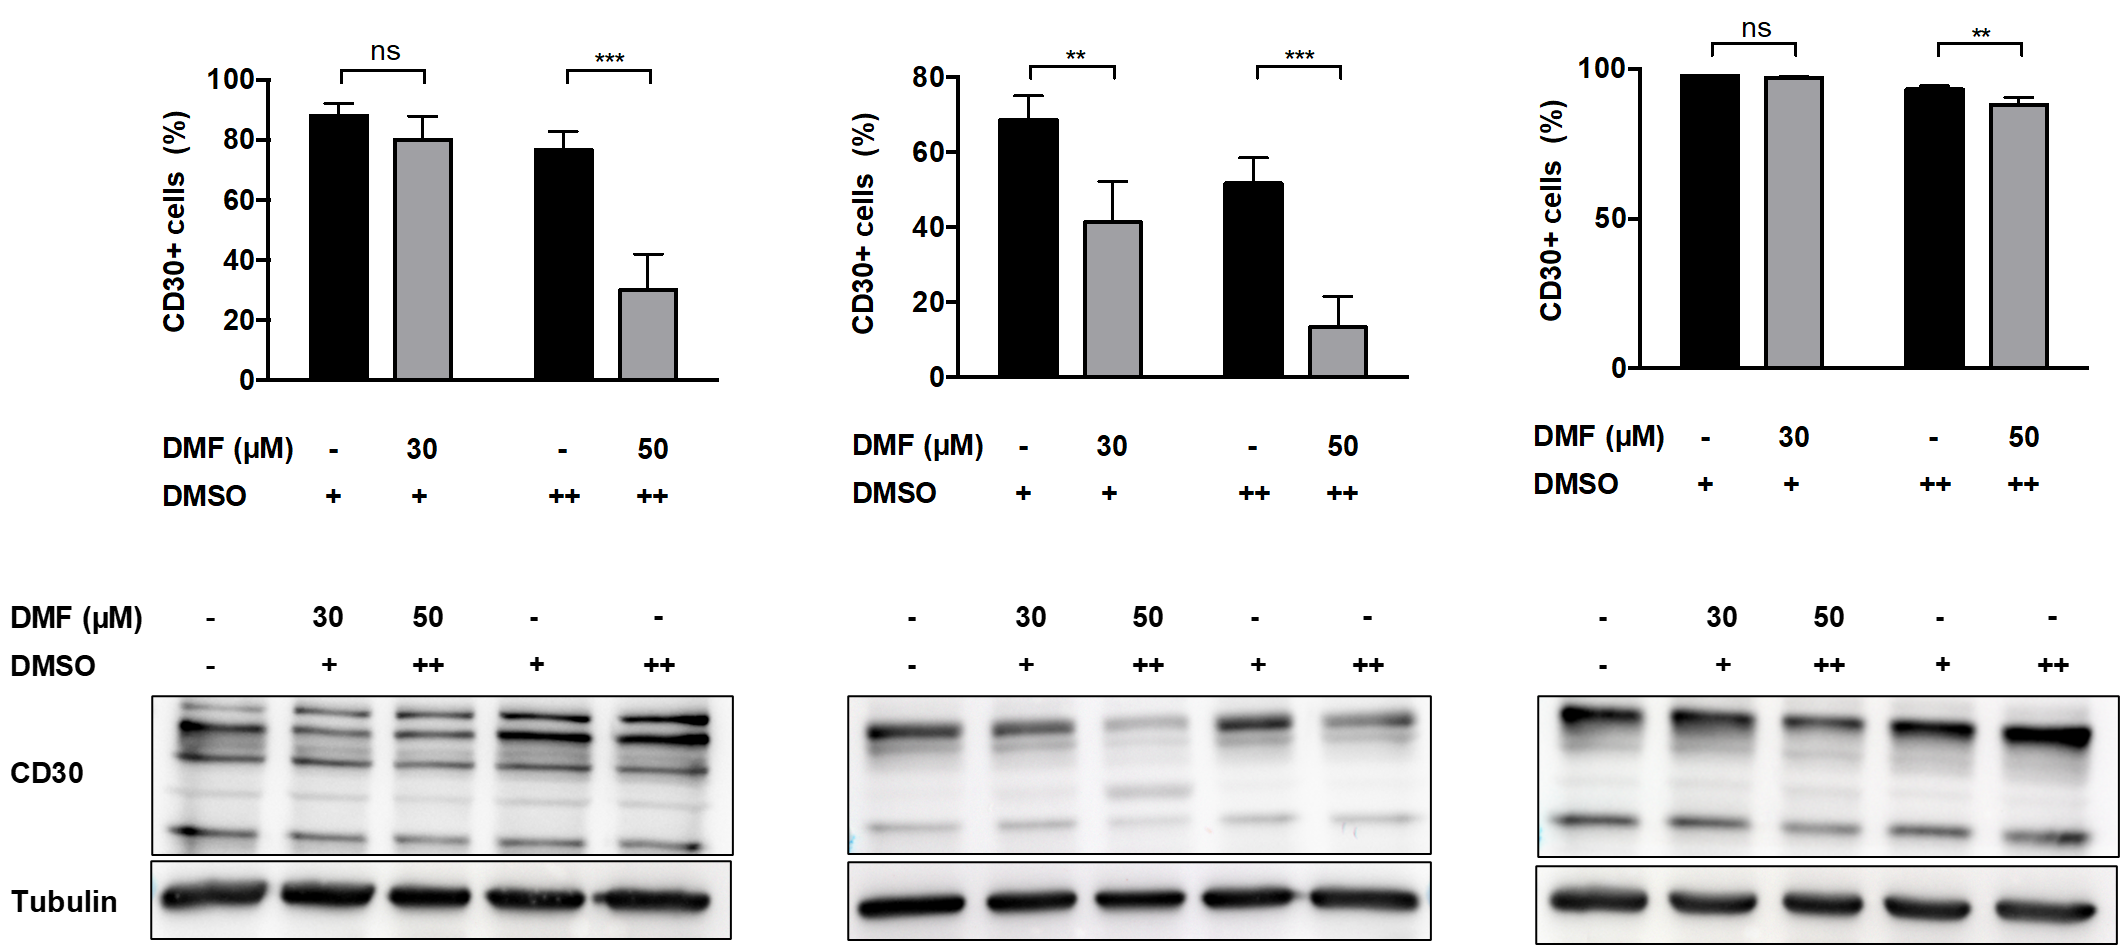 ns
***
100
80
60
40
20
0
CD30+ cells (%)
DMF (µM) - 30 - 50
DMSO + + ++ ++
**
***
80
60
40
20
0
CD30+ cells (%)
DMF (µM) - 30 - 50
DMSO + + ++ ++
ns
**
100
50
0
CD30+ cells (%)
DMF (µM) - 30 - 50
DMSO + + ++ ++
DMF (µM) - 30 50 - - - 30 50 - - - 30 50 - -
DMSO - + ++ + ++ - + ++ + ++ - + ++ + ++
CD30
Tubulin